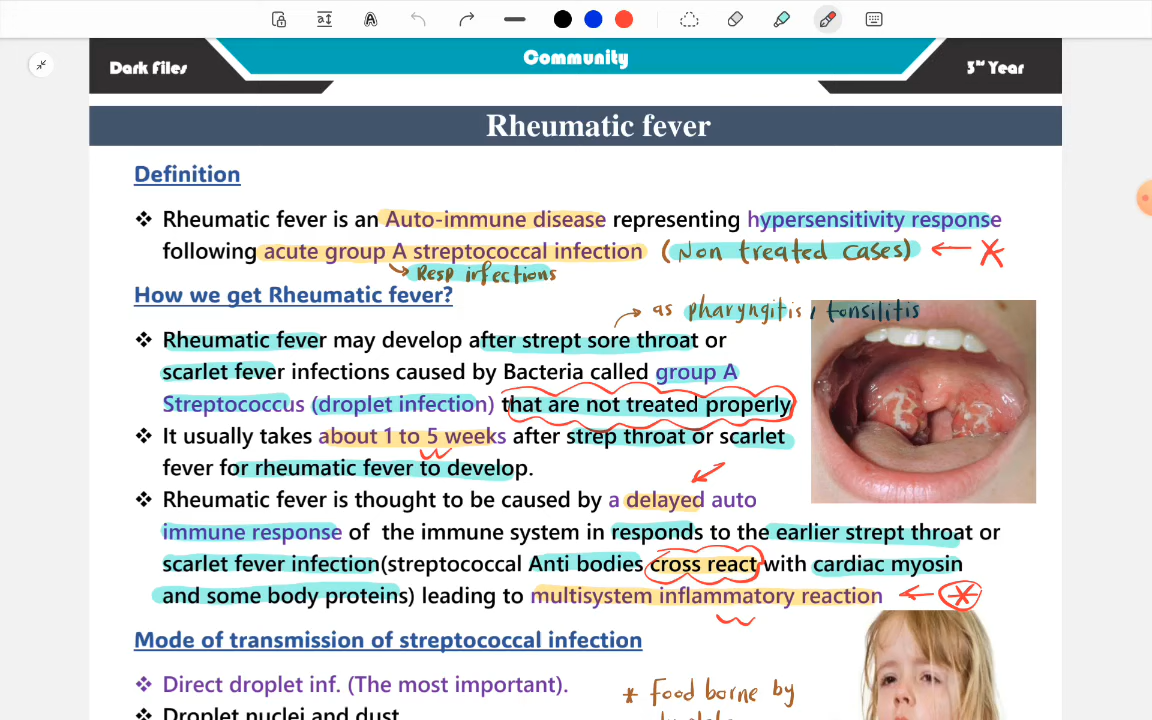 Dark Files
Community
3rd Year
Rheumatic fever
Definition
❖ Rheumatic fever is an Auto-immune disease representing hypersensitivity response
following acute group A streptococcal infection (Non treated cases) ← *
→ Resp infections
How we get Rheumatic fever?
→ as pharyngitis, tonsilitis
❖ Rheumatic fever may develop after strept sore throat or
scarlet fever infections caused by Bacteria called group A
Streptococcus (droplet infection) that are not treated properly
❖ It usually takes about 1 to 5 weeks after strep throat or scarlet
fever for rheumatic fever to develop.
❖ Rheumatic fever is thought to be caused by a delayed auto
immune response of the immune system in responds to the earlier strept throat or
scarlet fever infection(streptococcal Anti bodies cross react with cardiac myosin
and some body proteins) leading to multisystem inflammatory reaction ← *
Mode of transmission of streptococcal infection
❖ Direct droplet inf. (The most important).
* Food borne by
❖ Droplet nuclei and dust